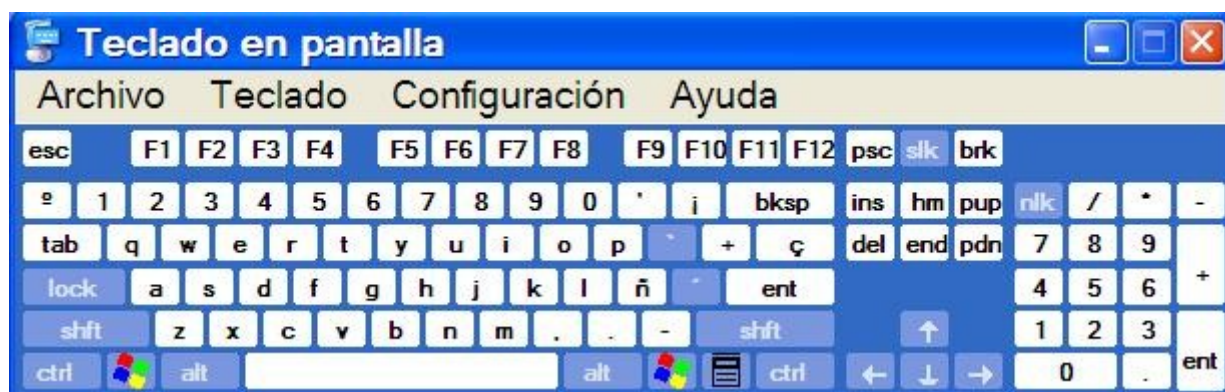 Teclado en pantalla
Archivo Teclado Configuración Ayuda
esc F1 F2 F3 F4 F5 F6 F7 F8 F9 F10 F11 F12 psc slk brk
º 1 2 3 4 5 6 7 8 9 0 ' ¡ bksp ins hm pup nlk / * -
tab q w e r t y u i o p ` + ç del end pdn 7 8 9
lock a s d f g h j k l ñ ´ ent 4 5 6 +
shft z x c v b n m , . - shft 1 2 3
ctrl alt alt ctrl 0 . ent